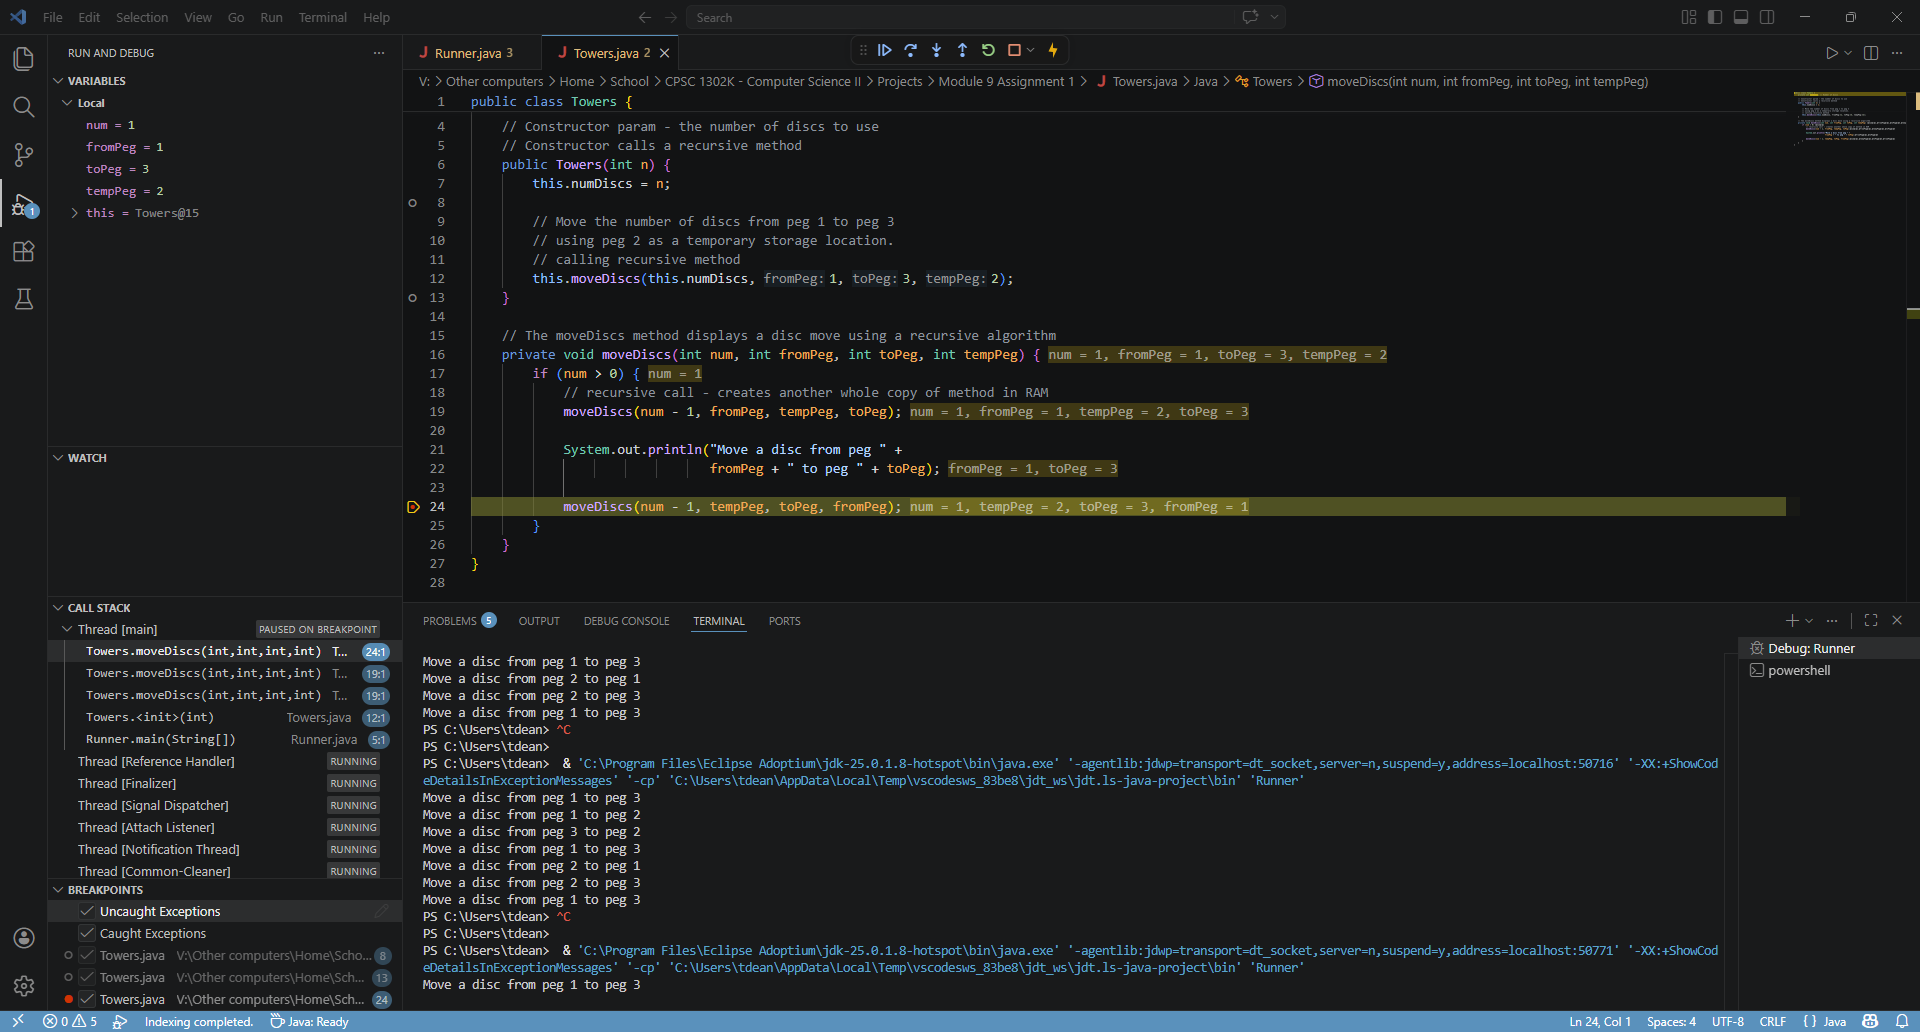 File Edit Selection View Go Run Terminal Help
Search
RUN AND DEBUG
VARIABLES
Local
num = 1
fromPeg = 1
toPeg = 3
tempPeg = 2
this = Towers@15
WATCH
CALL STACK
Thread [main] PAUSED ON BREAKPOINT
Towers.moveDiscs(int,int,int,int) T... 24:1
Towers.moveDiscs(int,int,int,int) T... 19:1
Towers.moveDiscs(int,int,int,int) T... 19:1
Towers.<init>(int) Towers.java 12:1
Runner.main(String[]) Runner.java 5:1
Thread [Reference Handler] RUNNING
Thread [Finalizer] RUNNING
Thread [Signal Dispatcher] RUNNING
Thread [Attach Listener] RUNNING
Thread [Notification Thread] RUNNING
Thread [Common-Cleaner] RUNNING
BREAKPOINTS
Uncaught Exceptions
Caught Exceptions
Towers.java V:\Other computers\Home\Scho... 8
Towers.java V:\Other computers\Home\Sch... 13
Towers.java V:\Other computers\Home\Sch... 24
1
Runner.java 3
Towers.java 2
V: > Other computers > Home > School > CPSC 1302K - Computer Science II > Projects > Module 9 Assignment 1 > Towers.java > Java > Towers > moveDiscs(int num, int fromPeg, int toPeg, int tempPeg)
1 public class Towers {
4 // Constructor param - the number of discs to use
5 // Constructor calls a recursive method
6 public Towers(int n) {
7 this.numDiscs = n;
8
9 // Move the number of discs from peg 1 to peg 3
10 // using peg 2 as a temporary storage location.
11 // calling recursive method
12 this.moveDiscs(this.numDiscs, fromPeg: 1, toPeg: 3, tempPeg: 2);
13 }
14
15 // The moveDiscs method displays a disc move using a recursive algorithm
16 private void moveDiscs(int num, int fromPeg, int toPeg, int tempPeg) { num = 1, fromPeg = 1, toPeg = 3, tempPeg = 2
17 if (num > 0) { num = 1
18 // recursive call - creates another whole copy of method in RAM
19 moveDiscs(num - 1, fromPeg, tempPeg, toPeg); num = 1, fromPeg = 1, tempPeg = 2, toPeg = 3
20
21 System.out.println("Move a disc from peg " +
22 fromPeg + " to peg " + toPeg); fromPeg = 1, toPeg = 3
23
24 moveDiscs(num - 1, tempPeg, toPeg, fromPeg); num = 1, tempPeg = 2, toPeg = 3, fromPeg = 1
25 }
26 }
27 }
28
PROBLEMS 5 OUTPUT DEBUG CONSOLE TERMINAL PORTS
Move a disc from peg 1 to peg 3
Move a disc from peg 2 to peg 1
Move a disc from peg 2 to peg 3
Move a disc from peg 1 to peg 3
PS C:\Users\tdean> ^C
PS C:\Users\tdean>
PS C:\Users\tdean>  & 'C:\Program Files\Eclipse Adoptium\jdk-25.0.1.8-hotspot\bin\java.exe' '-agentlib:jdwp=transport=dt_socket,server=n,suspend=y,address=localhost:50716' '-XX:+ShowCod
eDetailsInExceptionMessages' '-cp' 'C:\Users\tdean\AppData\Local\Temp\vscodesws_83be8\jdt_ws\jdt.ls-java-project\bin' 'Runner'
Move a disc from peg 1 to peg 3
Move a disc from peg 1 to peg 2
Move a disc from peg 3 to peg 2
Move a disc from peg 1 to peg 3
Move a disc from peg 2 to peg 1
Move a disc from peg 2 to peg 3
Move a disc from peg 1 to peg 3
PS C:\Users\tdean> ^C
PS C:\Users\tdean>
PS C:\Users\tdean>  & 'C:\Program Files\Eclipse Adoptium\jdk-25.0.1.8-hotspot\bin\java.exe' '-agentlib:jdwp=transport=dt_socket,server=n,suspend=y,address=localhost:50771' '-XX:+ShowCod
eDetailsInExceptionMessages' '-cp' 'C:\Users\tdean\AppData\Local\Temp\vscodesws_83be8\jdt_ws\jdt.ls-java-project\bin' 'Runner'
Move a disc from peg 1 to peg 3
Debug: Runner
powershell
0 5 Indexing completed. Java: Ready Ln 24, Col 1 Spaces: 4 UTF-8 CRLF {} Java